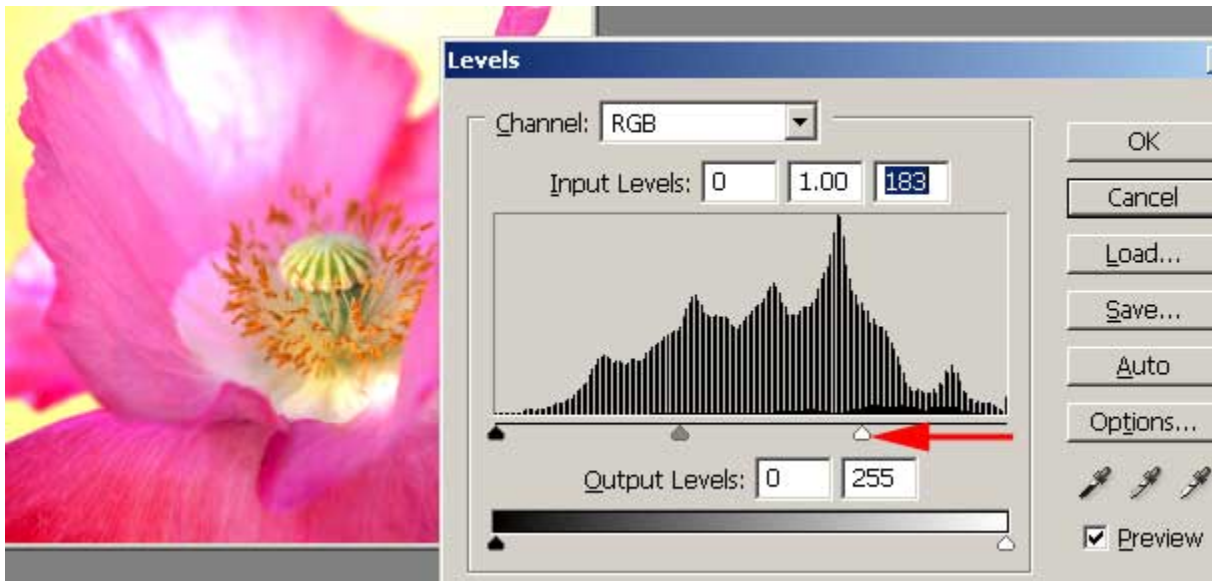 Levels
Channel: RGB
OK
Input Levels: 0 1.00 183
Cancel
Load...
Save...
Auto
Options...
Output Levels: 0 255
Preview